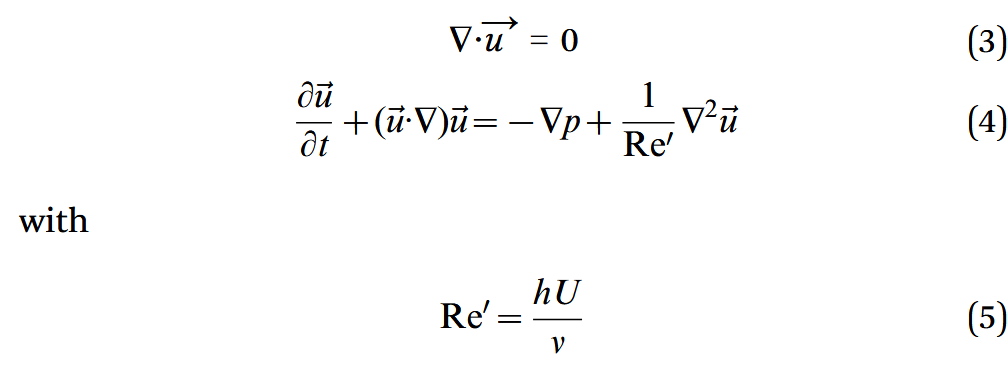 ∇·u⃗ = 0 (3)
∂u⃗/∂t + (u⃗·∇)u⃗ = −∇p + 1/Re′ ∇²u⃗ (4)
with
Re′ = hU/ν (5)